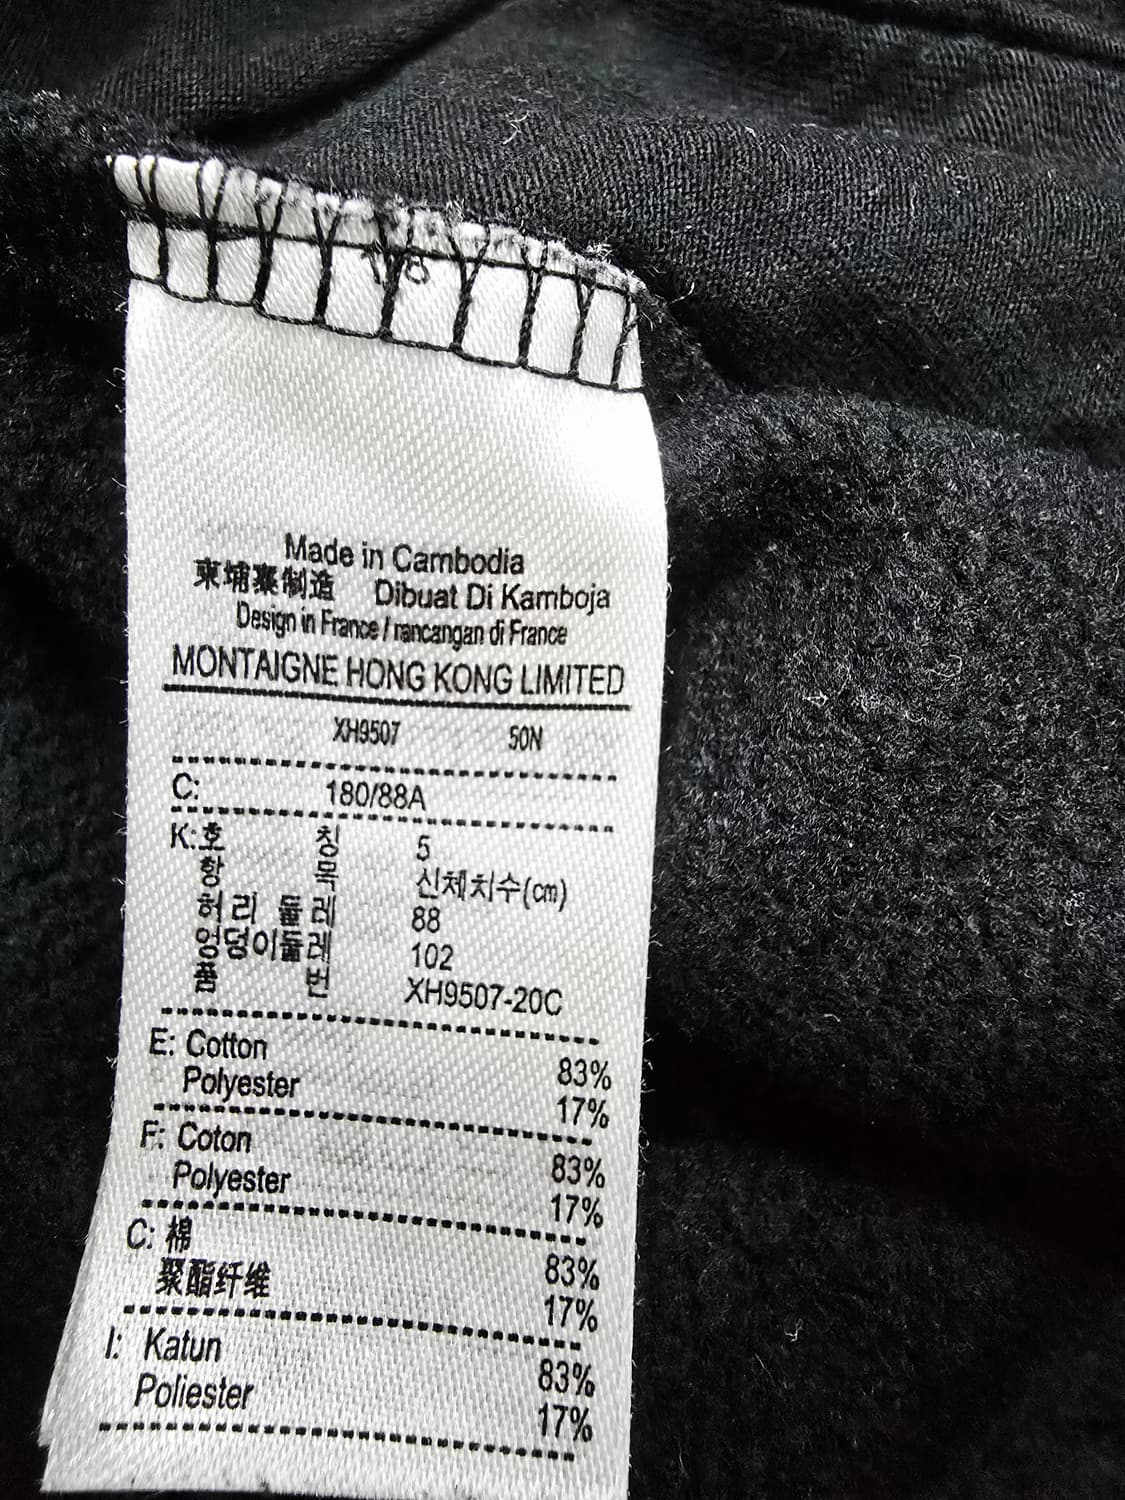 Made in Cambodia
柬埔寨制造 Dibuat Di Kamboja
Design in France / rancangan di France
MONTAIGNE HONG KONG LIMITED
XH9507 50N
C: 180/88A
K:호 칭 5
항 목 신체치수(cm)
허리 둘레 88
엉덩이둘레 102
품 번 XH9507-20C
E: Cotton 83%
Polyester 17%
F: Coton 83%
Polyester 17%
C: 棉 83%
聚酯纤维 17%
I: Katun 83%
Poliester 17%